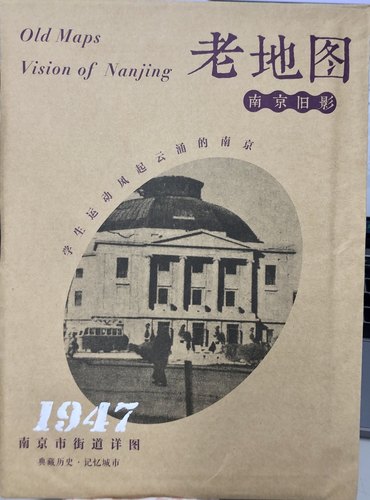 Old Maps
Vision of Nanjing
老地图
南京旧影
学生运动风起云涌的南京
1947
南京市街道详图
典藏历史·记忆城市